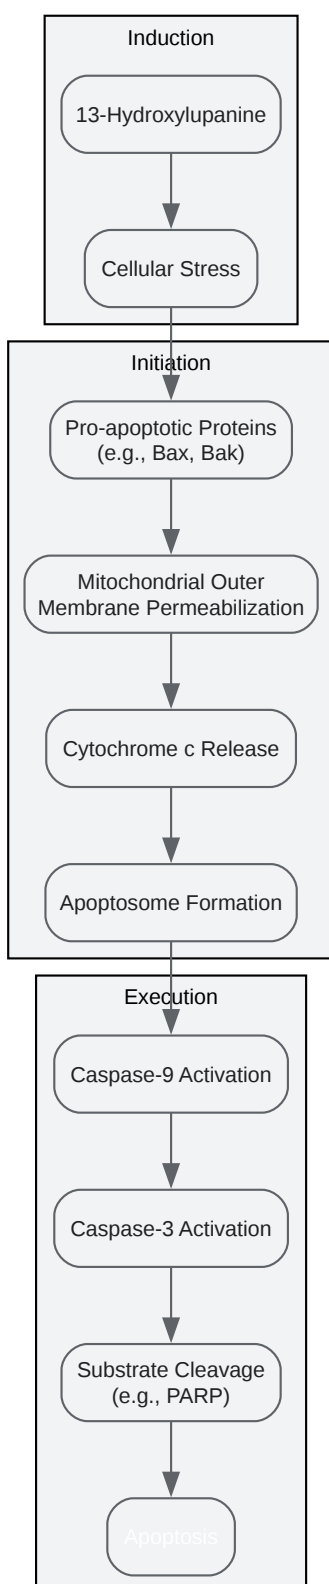 Induction
13-Hydroxylupanine
Cellular Stress
Initiation
Pro-apoptotic Proteins
(e.g., Bax, Bak)
Mitochondrial Outer
Membrane Permeabilization
Cytochrome c Release
Apoptosome Formation
Execution
Caspase-9 Activation
Caspase-3 Activation
Substrate Cleavage
(e.g., PARP)
Apoptosis